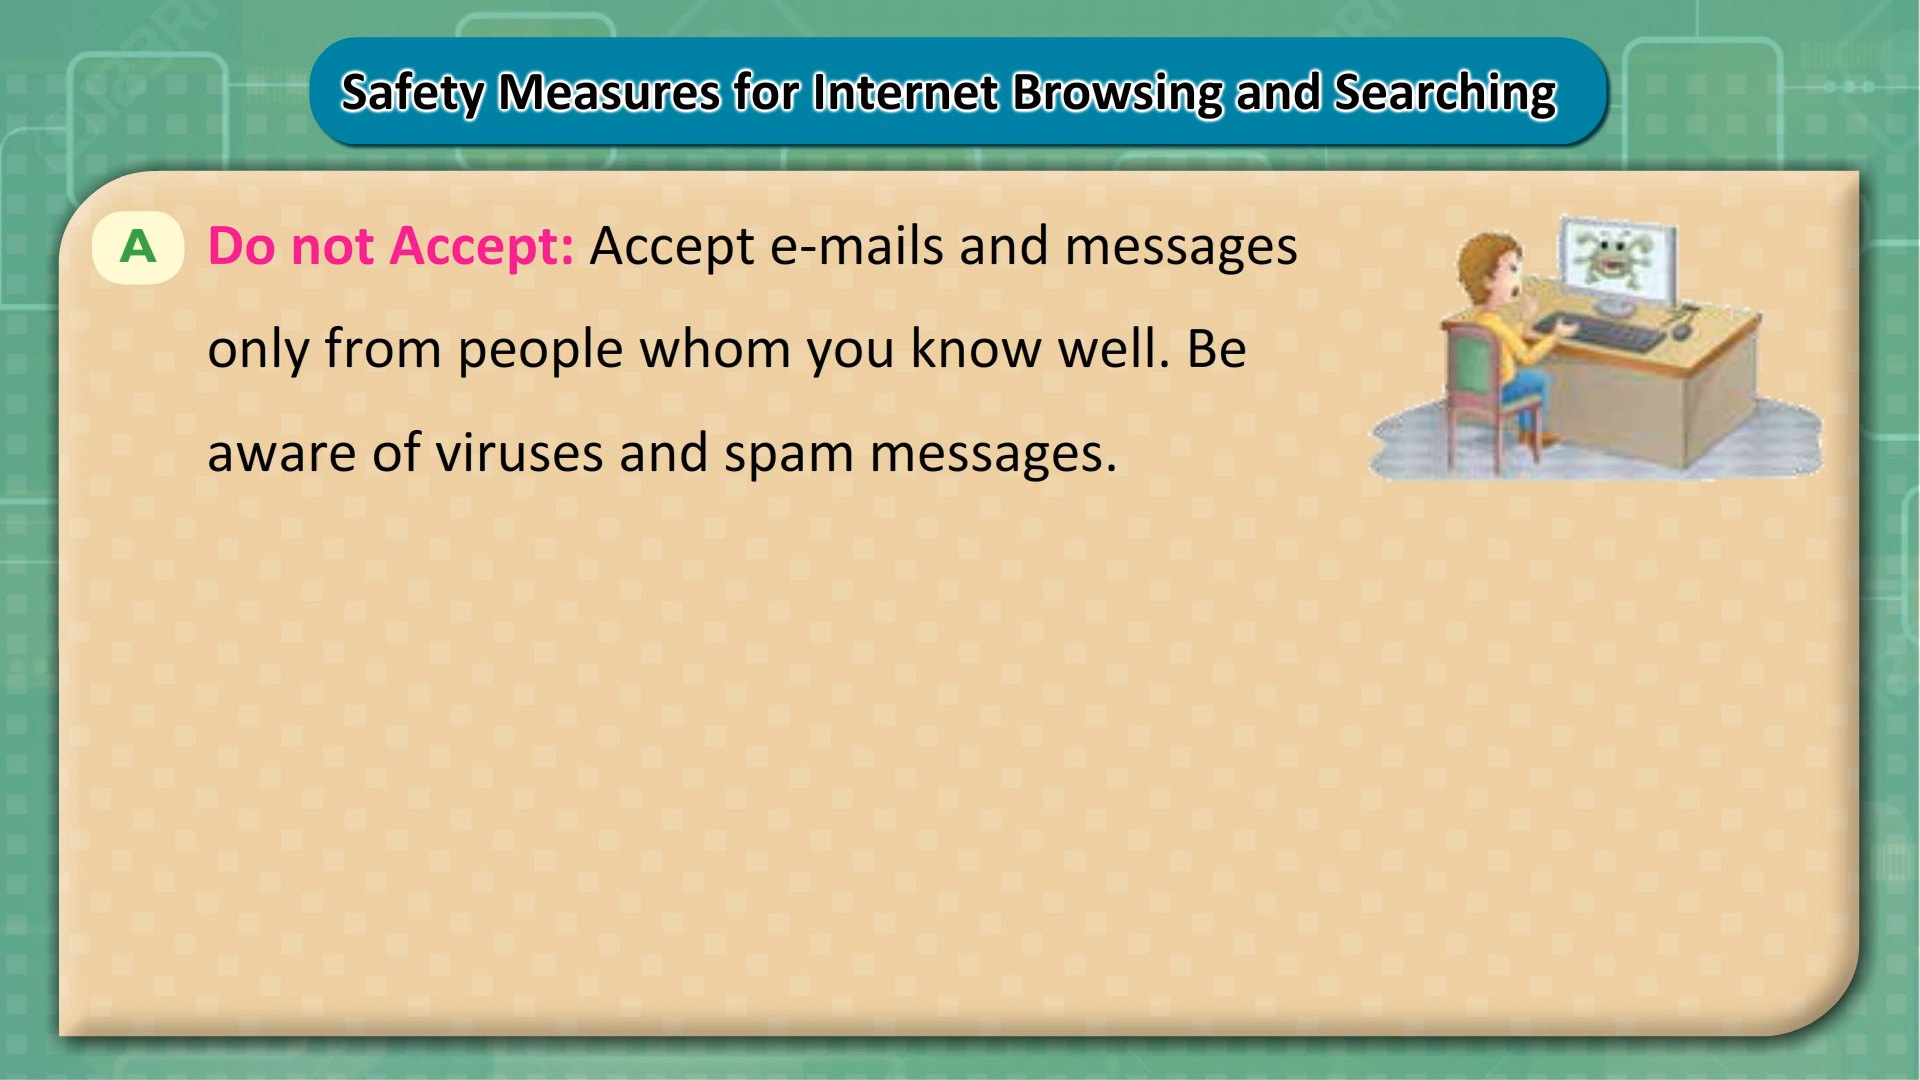 Safety Measures for Internet Browsing and Searching
A Do not Accept: Accept e-mails and messages
only from people whom you know well. Be
aware of viruses and spam messages.